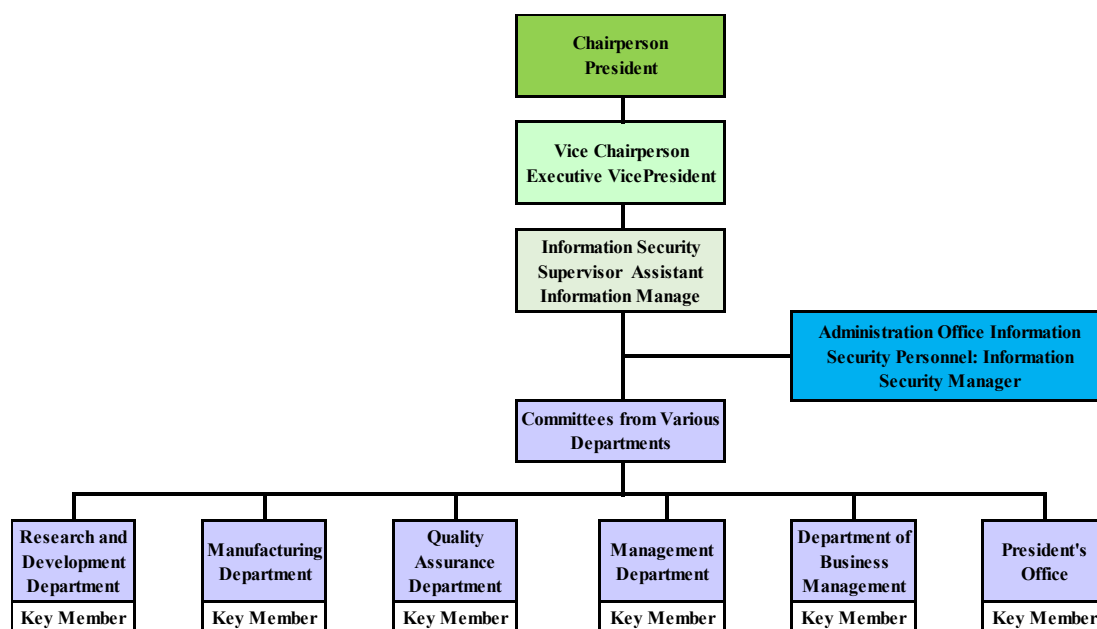 Chairperson
President
Vice Chairperson
Executive VicePresident
Information Security
Supervisor Assistant
Information Manage
Administration Office Information
Security Personnel: Information
Security Manager
Committees from Various
Departments
Research and
Development
Department
Key Member
Manufacturing
Department
Key Member
Quality
Assurance
Department
Key Member
Management
Department
Key Member
Department of
Business
Management
Key Member
President's
Office
Key Member